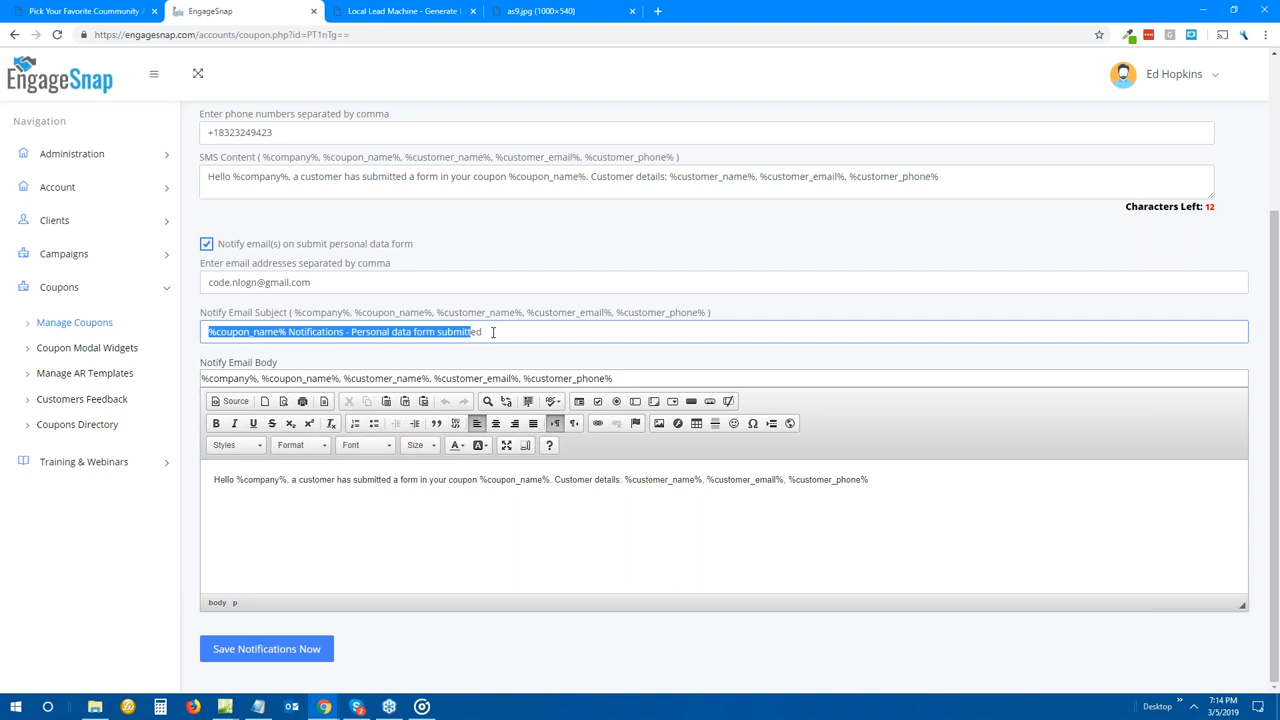 Pick Your Favorite Coummunity A
EngageSnap
Local Lead Machine - Generate L
as9.jpg (1000×540)
https://engagesnap.com/accounts/coupon.php?id=PT1nTg==
EngageSnap
Ed Hopkins
Navigation
Administration
Account
Clients
Campaigns
Coupons
Manage Coupons
Coupon Modal Widgets
Manage AR Templates
Customers Feedback
Coupons Directory
Training & Webinars
Enter phone numbers separated by comma
+18323249423
SMS Content ( %company%, %coupon_name%, %customer_name%, %customer_email%, %customer_phone% )
Hello %company%, a customer has submitted a form in your coupon %coupon_name%. Customer details: %customer_name%, %customer_email%, %customer_phone%
Characters Left: 12
Notify email(s) on submit personal data form
Enter email addresses separated by comma
code.nlogn@gmail.com
Notify Email Subject ( %company%, %coupon_name%, %customer_name%, %customer_email%, %customer_phone% )
%coupon_name% Notifications - Personal data form submitted
Notify Email Body
%company%, %coupon_name%, %customer_name%, %customer_email%, %customer_phone%
Source
Styles
Format
Font
Size
Hello %company%, a customer has submitted a form in your coupon %coupon_name%. Customer details: %customer_name%, %customer_email%, %customer_phone%
body p
Save Notifications Now
Desktop
7:14 PM
3/5/2019